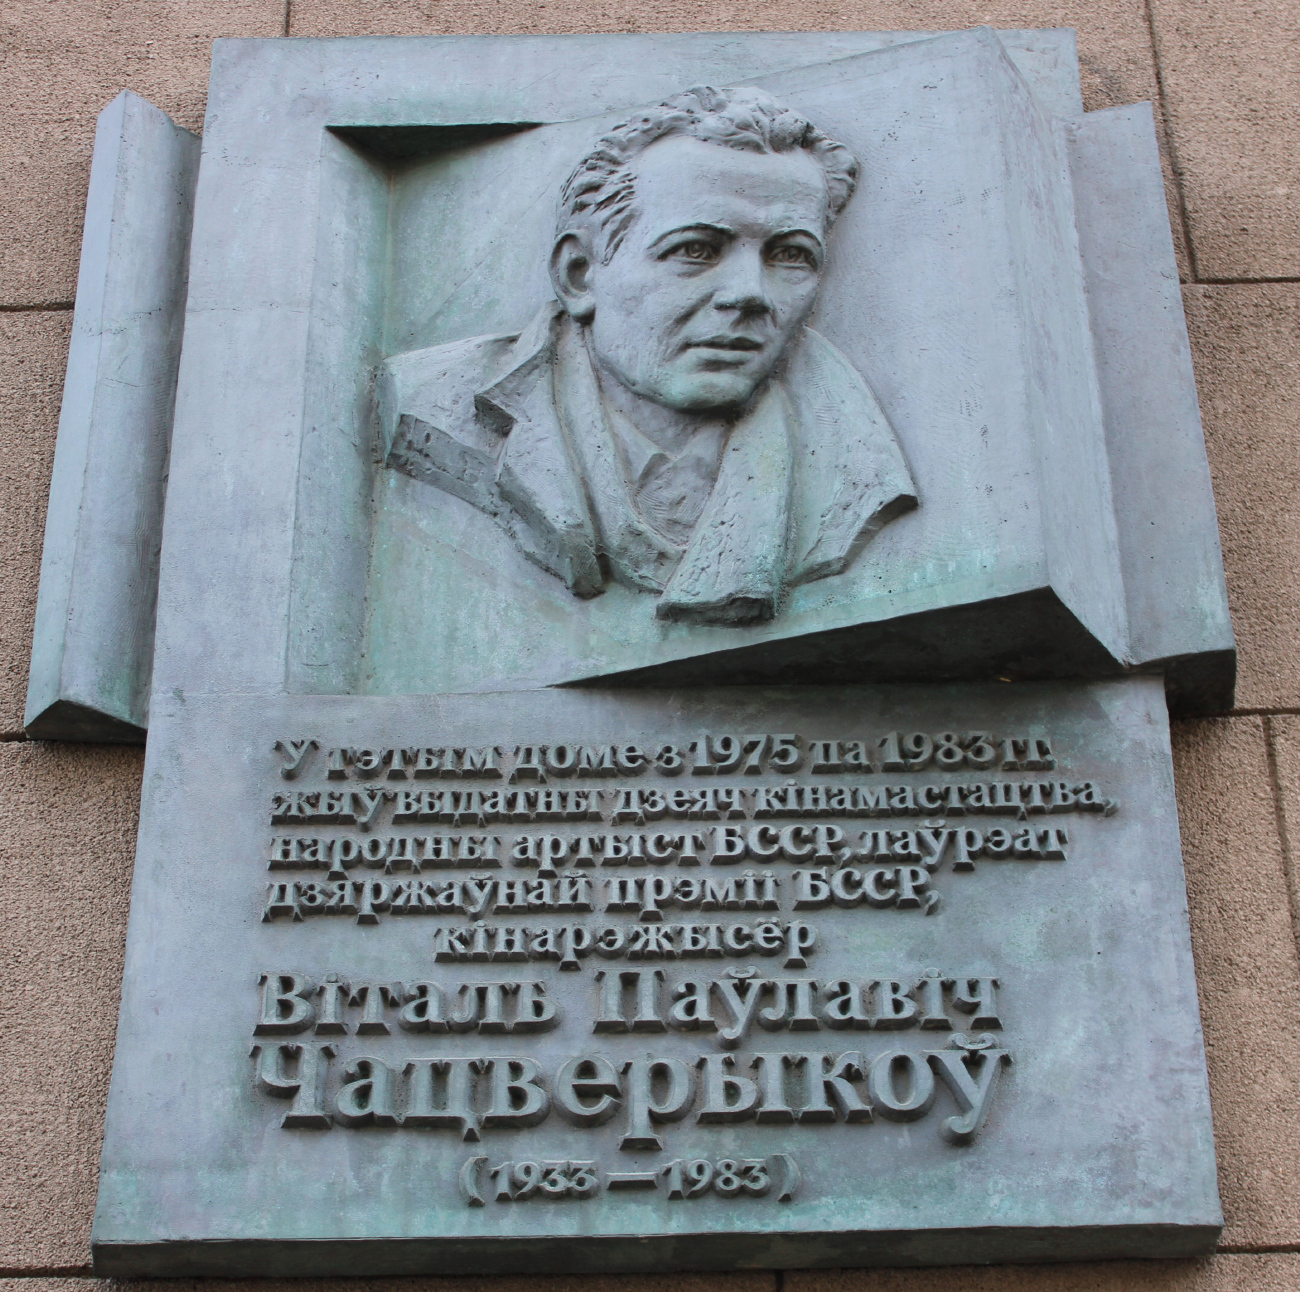 Ў гэтым доме з 1975 па 1983 гг
жыў выдатны дзеяч кінамастацтва,
народны артыст БССР, лаўрэат
дзяржаўнай прэміі БССР,
кінарэжысёр
Віталь Паўлавіч
Чацверыкоў
(1933 — 1983)